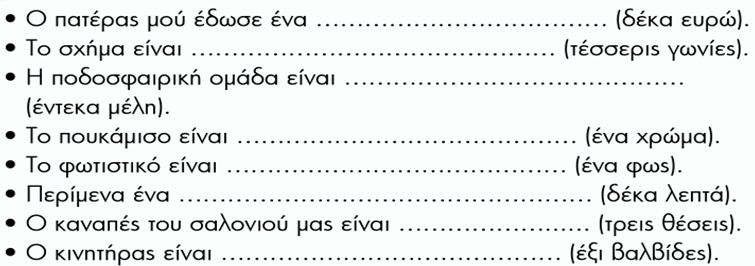 • Ο πατέρας μού έδωσε ένα ………………………………… (δέκα ευρώ).
• Το σχήμα είναι ………………………………………… (τέσσερις γωνίες).
• Η ποδοσφαιρική ομάδα είναι ………………………………………
(έντεκα μέλη).
• Το πουκάμισο είναι ……………………………………… (ένα χρώμα).
• Το φωτιστικό είναι ……………………………………… (ένα φως).
• Περίμενα ένα ……………………………………………… (δέκα λεπτά).
• Ο καναπές του σαλονιού μας είναι …………………… (τρεις θέσεις).
• Ο κινητήρας είναι ……………………………………… (έξι βαλβίδες).